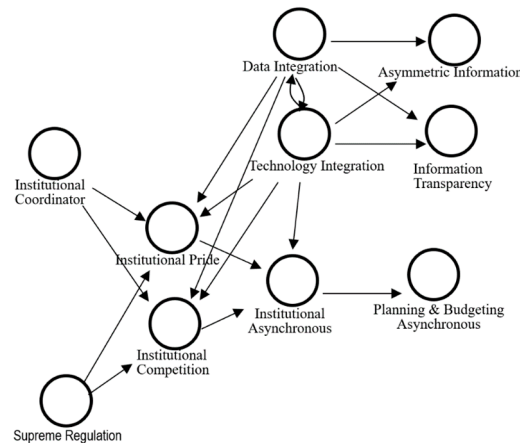 Data Integration
Asymmetric Information
Technology Integration
Information
Transparency
Institutional
Coordinator
Institutional Pride
Institutional
Asynchronous
Planning & Budgeting
Asynchronous
Institutional
Competition
Supreme Regulation